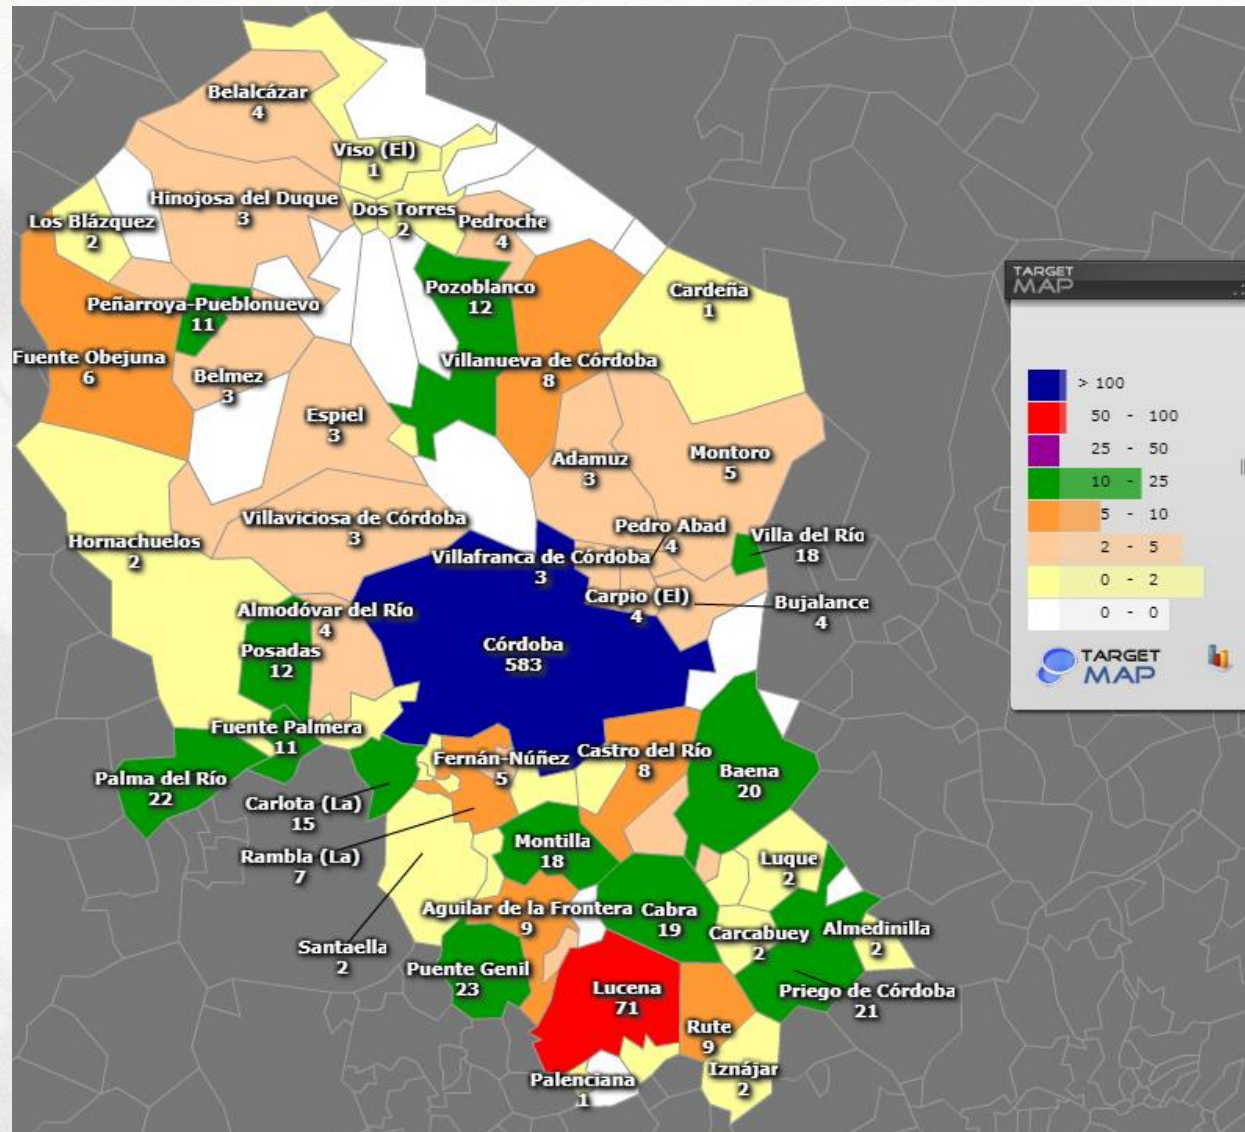 Belalcázar
4
Viso (El)
1
Hinojosa del Duque
3
Dos Torres
2
Pedroche
4
Los Blázquez
2
Pozoblanco
12
Cardeña
1
Peñarroya-Pueblonuevo
11
Fuente Obejuna
6
Belmez
3
Villanueva de Córdoba
8
Espiel
3
Adamuz
3
Montoro
5
Villaviciosa de Córdoba
3
Pedro Abad
4
Villa del Río
18
Hornachuelos
2
Villafranca de Córdoba
3
Carpio (El)
4
Bujalance
4
Almodóvar del Río
4
Posadas
12
Córdoba
583
Fuente Palmera
11
Palma del Río
22
Fernán-Núñez
5
Castro del Río
8
Baena
20
Carlota (La)
15
Rambla (La)
7
Montilla
18
Luque
2
Aguilar de la Frontera
9
Cabra
19
Carcabuey
2
Almedinilla
2
Santaella
2
Puente Genil
23
Lucena
71
Priego de Córdoba
21
Rute
9
Iznájar
2
Palenciana
1
TARGET
MAP
> 100
50 - 100
25 - 50
10 - 25
5 - 10
2 - 5
0 - 2
0 - 0
TARGET
MAP